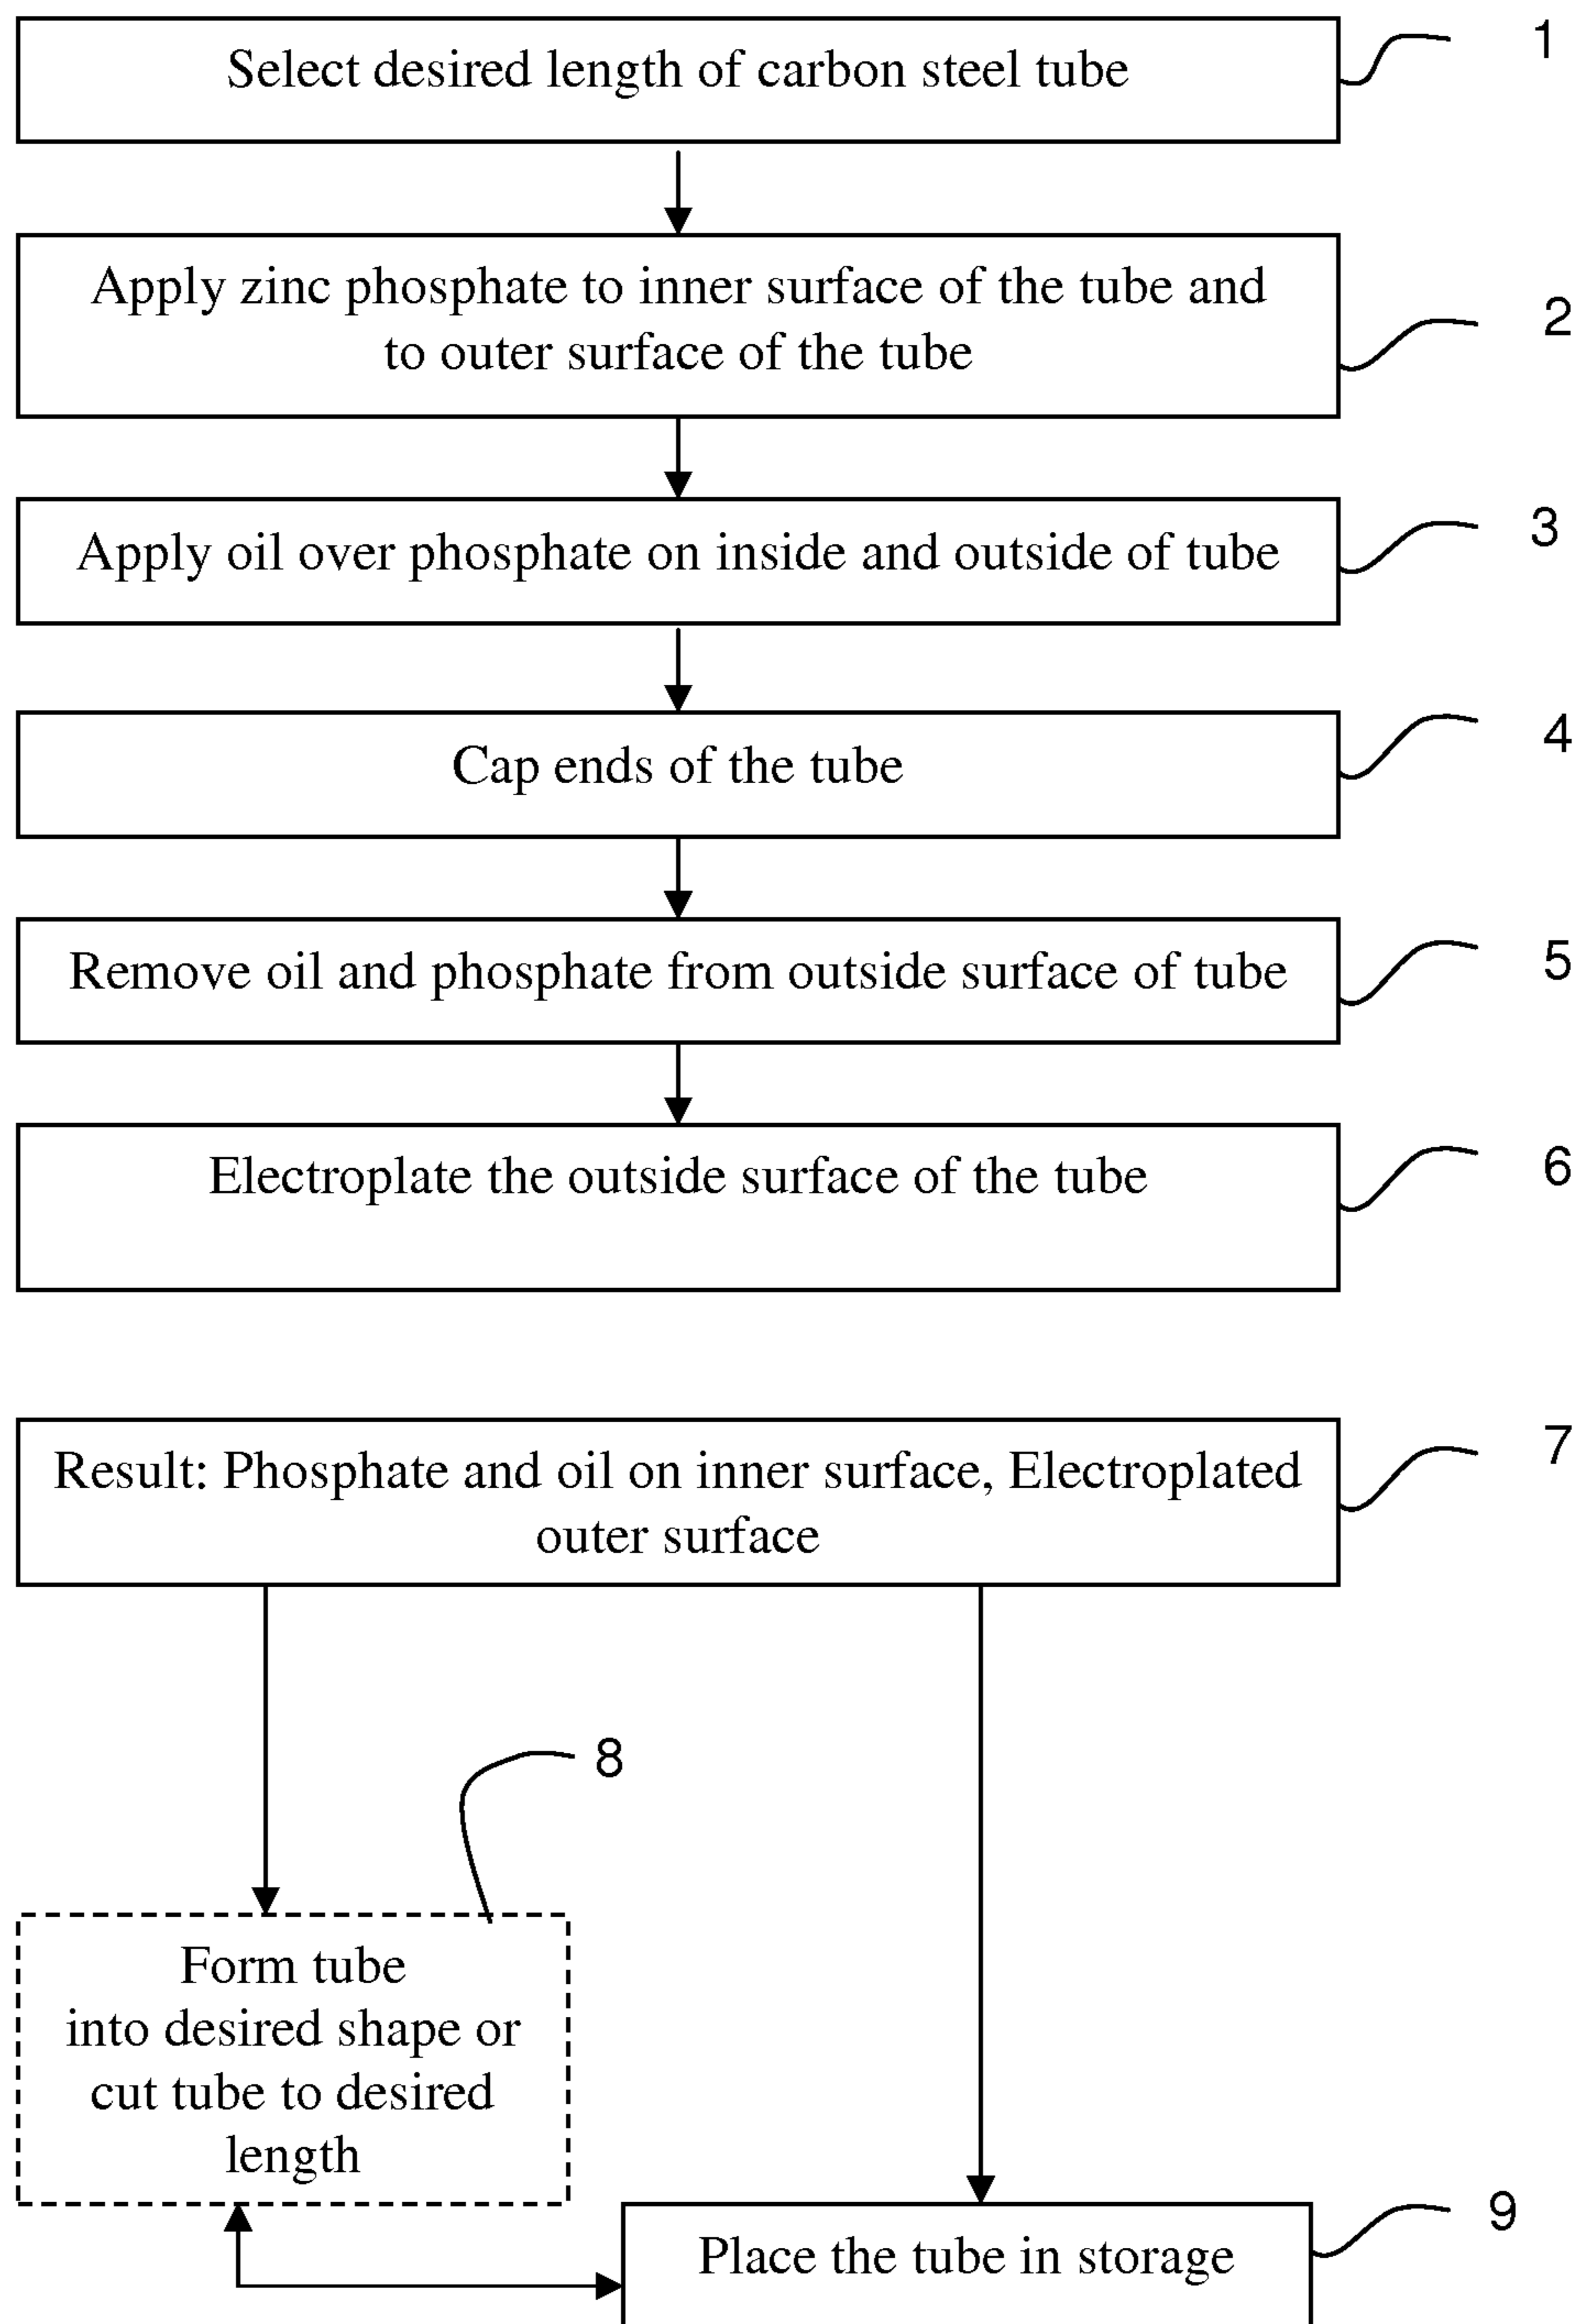 Select desired length of carbon steel tube
1
Apply zinc phosphate to inner surface of the tube and
to outer surface of the tube
2
Apply oil over phosphate on inside and outside of tube
3
Cap ends of the tube
4
Remove oil and phosphate from outside surface of tube
5
Electroplate the outside surface of the tube
6
Result: Phosphate and oil on inner surface, Electroplated
outer surface
7
8
Form tube
into desired shape or
cut tube to desired
length
Place the tube in storage
9